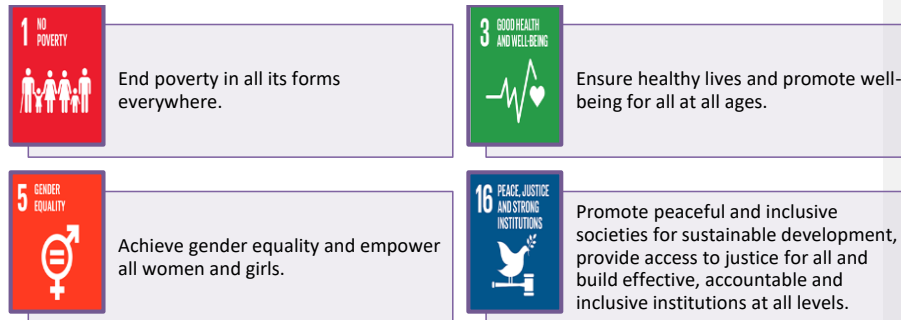 1 NO
POVERTY
End poverty in all its forms
everywhere.
3 GOOD HEALTH
AND WELL-BEING
Ensure healthy lives and promote well-
being for all at all ages.
5 GENDER
EQUALITY
Achieve gender equality and empower
all women and girls.
16 PEACE, JUSTICE
AND STRONG
INSTITUTIONS
Promote peaceful and inclusive
societies for sustainable development,
provide access to justice for all and
build effective, accountable and
inclusive institutions at all levels.